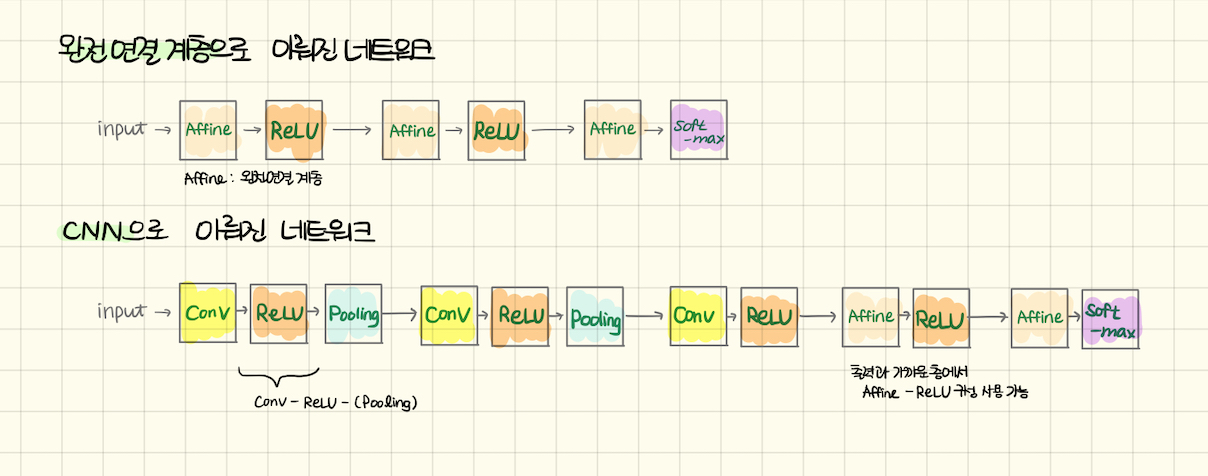 완전연결 계층으로 이뤄진 네트워크
input → Affine → ReLU → Affine → ReLU → Affine → Soft
-max
Affine : 완전연결 계층
CNN으로 이뤄진 네트워크
input → Conv → ReLU → Pooling → Conv → ReLU → Pooling → Conv → ReLU → Affine → ReLU → Affine → Soft
-max
Conv - ReLU - (Pooling)
출력과 가까운 층에서
Affine - ReLU 구성 사용 가능